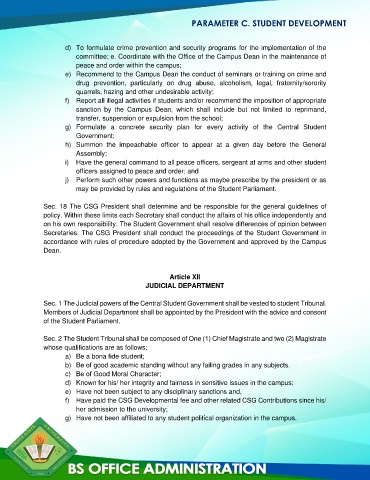 PARAMETER C. STUDENT DEVELOPMENT
d) To formulate crime prevention and security programs for the implementation of the
committee; e. Coordinate with the Office of the Campus Dean in the maintenance of
peace and order within the campus;
e) Recommend to the Campus Dean the conduct of seminars or training on crime and
drug prevention, particularly on drug abuse, alcoholism, legal, fraternity/sorority
quarrels, hazing and other undesirable activity;
f) Report all illegal activities if students and/or recommend the imposition of appropriate
sanction by the Campus Dean, which shall include but not limited to reprimand,
transfer, suspension or expulsion from the school;
g) Formulate a concrete security plan for every activity of the Central Student
Government;
h) Summon the impeachable officer to appear at a given day before the General
Assembly;
i) Have the general command to all peace officers, sergeant at arms and other student
officers assigned to peace and order; and
j) Perform such other powers and functions as maybe prescribe by the president or as
may be provided by rules and regulations of the Student Parliament.
Sec. 18 The CSG President shall determine and be responsible for the general guidelines of
policy. Within these limits each Secretary shall conduct the affairs of his office independently and
on his own responsibility. The Student Government shall resolve differences of opinion between
Secretaries. The CSG President shall conduct the proceedings of the Student Government in
accordance with rules of procedure adopted by the Government and approved by the Campus
Dean.
Article XII
JUDICIAL DEPARTMENT
Sec. 1 The Judicial powers of the Central Student Government shall be vested to student Tribunal.
Members of Judicial Department shall be appointed by the President with the advice and consent
of the Student Parliament.
Sec. 2 The Student Tribunal shall be composed of One (1) Chief Magistrate and two (2) Magistrate
whose qualifications are as follows;
a) Be a bona fide student;
b) Be of good academic standing without any failing grades in any subjects.
c) Be of Good Moral Character;
d) Known for his/ her integrity and fairness in sensitive issues in the campus;
e) Have not been subject to any disciplinary sanctions and,
f) Have paid the CSG Developmental fee and other related CSG Contributions since his/
her admission to the university;
g) Have not been affiliated to any student political organization in the campus.
BS OFFICE ADMINISTRATION